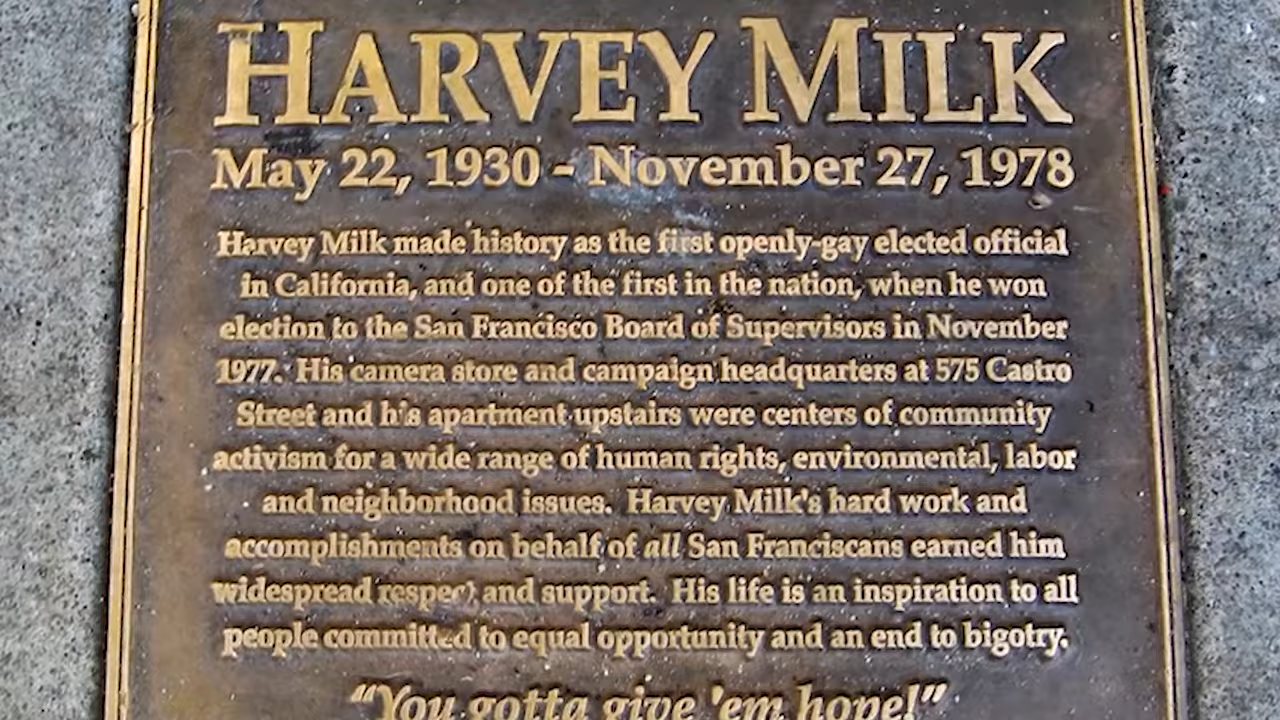 HARVEY MILK
May 22, 1930 - November 27, 1978
Harvey Milk made history as the first openly-gay elected official
in California, and one of the first in the nation, when he won
election to the San Francisco Board of Supervisors in November
1977. His camera store and campaign headquarters at 575 Castro
Street and his apartment upstairs were centers of community
activism for a wide range of human rights, environmental, labor
and neighborhood issues. Harvey Milk's hard work and
accomplishments on behalf of all San Franciscans earned him
widespread respect and support. His life is an inspiration to all
people committed to equal opportunity and an end to bigotry.
“You gotta give 'em hope!”